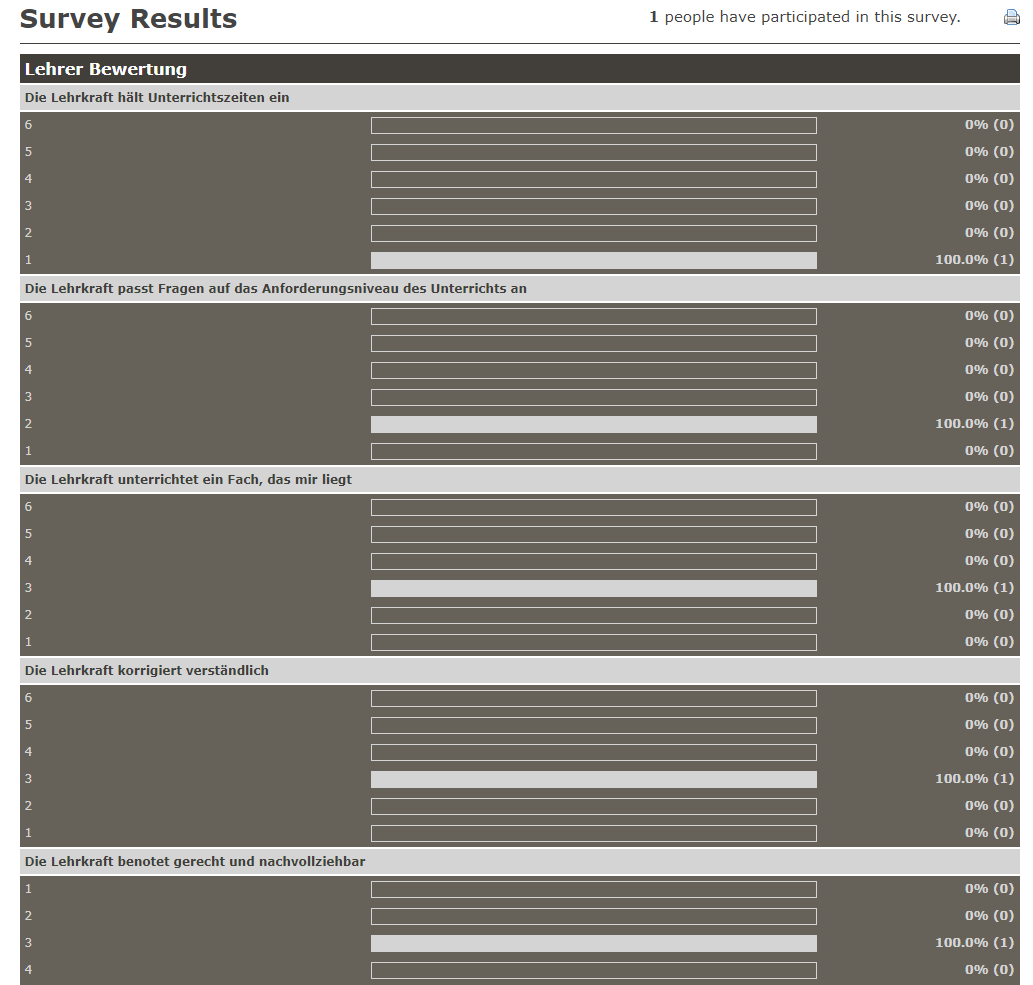 Survey Results
1 people have participated in this survey.
Lehrer Bewertung
Die Lehrkraft hält Unterrichtszeiten ein
6 0% (0)
5 0% (0)
4 0% (0)
3 0% (0)
2 0% (0)
1 100.0% (1)
Die Lehrkraft passt Fragen auf das Anforderungsniveau des Unterrichts an
6 0% (0)
5 0% (0)
4 0% (0)
3 0% (0)
2 100.0% (1)
1 0% (0)
Die Lehrkraft unterrichtet ein Fach, das mir liegt
6 0% (0)
5 0% (0)
4 0% (0)
3 100.0% (1)
2 0% (0)
1 0% (0)
Die Lehrkraft korrigiert verständlich
6 0% (0)
5 0% (0)
4 0% (0)
3 100.0% (1)
2 0% (0)
1 0% (0)
Die Lehrkraft benotet gerecht und nachvollziehbar
1 0% (0)
2 0% (0)
3 100.0% (1)
4 0% (0)